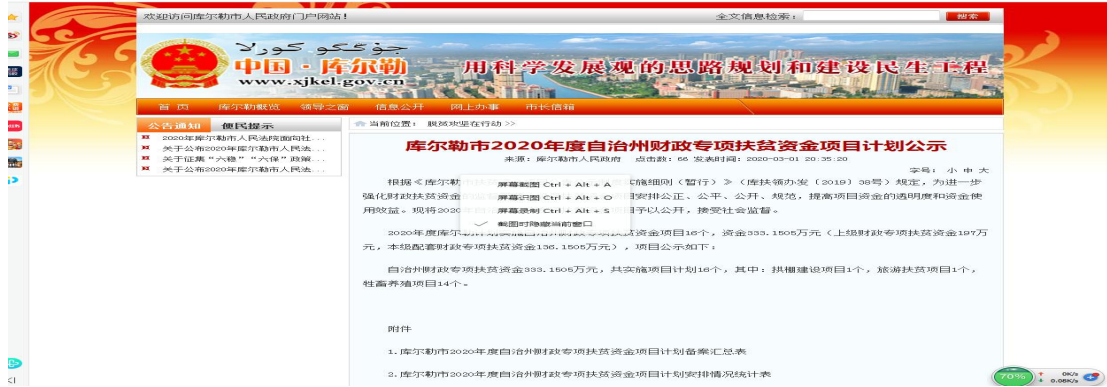 欢迎访问库尔勒市人民政府门户网站!
全文信息检索:
搜索
中国·库尔勒
www.xjkel.gov.cn
用科学发展观的思路规划和建设民生工程
首页 库尔勒概览 领导之窗 信息公开 网上办事 市长信箱
公告通知 便民提示
2020年库尔勒市人民法院面向社...
关于公布2020年库尔勒市人民法...
关于征集“六稳”“六保”政策...
关于公布2020年库尔勒市人民法...
当前位置: 脱贫攻坚在行动 >>
库尔勒市2020年度自治州财政专项扶贫资金项目计划公示
来源: 库尔勒市人民政府 点击数: 66 发表时间: 2020-03-01 20:35:20
字号: 小 中 大
根据《库尔勒 实施细则(暂行)》(库扶领办发〔2019〕38号)规定,为进一步
强化财政扶贫资金 安排公正、公平、公开、规范,提高项目资金的透明度和资金使
用效益。现将2020 予以公开,接受社会监督。
屏幕截图 Ctrl + Alt + A
屏幕识图 Ctrl + Alt + O
屏幕录制 Ctrl + Alt + S
截图时隐藏当前窗口
2020年度库尔 项目16个,资金333.1505万元(上级财政专项扶贫资金197万
元,本级配套财政专项扶贫资金136.1505万元),项目公示如下:
自治州财政专项扶贫资金333.1505万元,共实施项目计划16个,其中:拱棚建设项目1个,旅游扶贫项目1个,
牲畜养殖项目14个。
附件
1.库尔勒市2020年度自治州财政专项扶贫资金项目计划备案汇总表
2.库尔勒市2020年度自治州财政专项扶贫资金项目计划安排情况统计表
70%
0K/s
0.08K/s